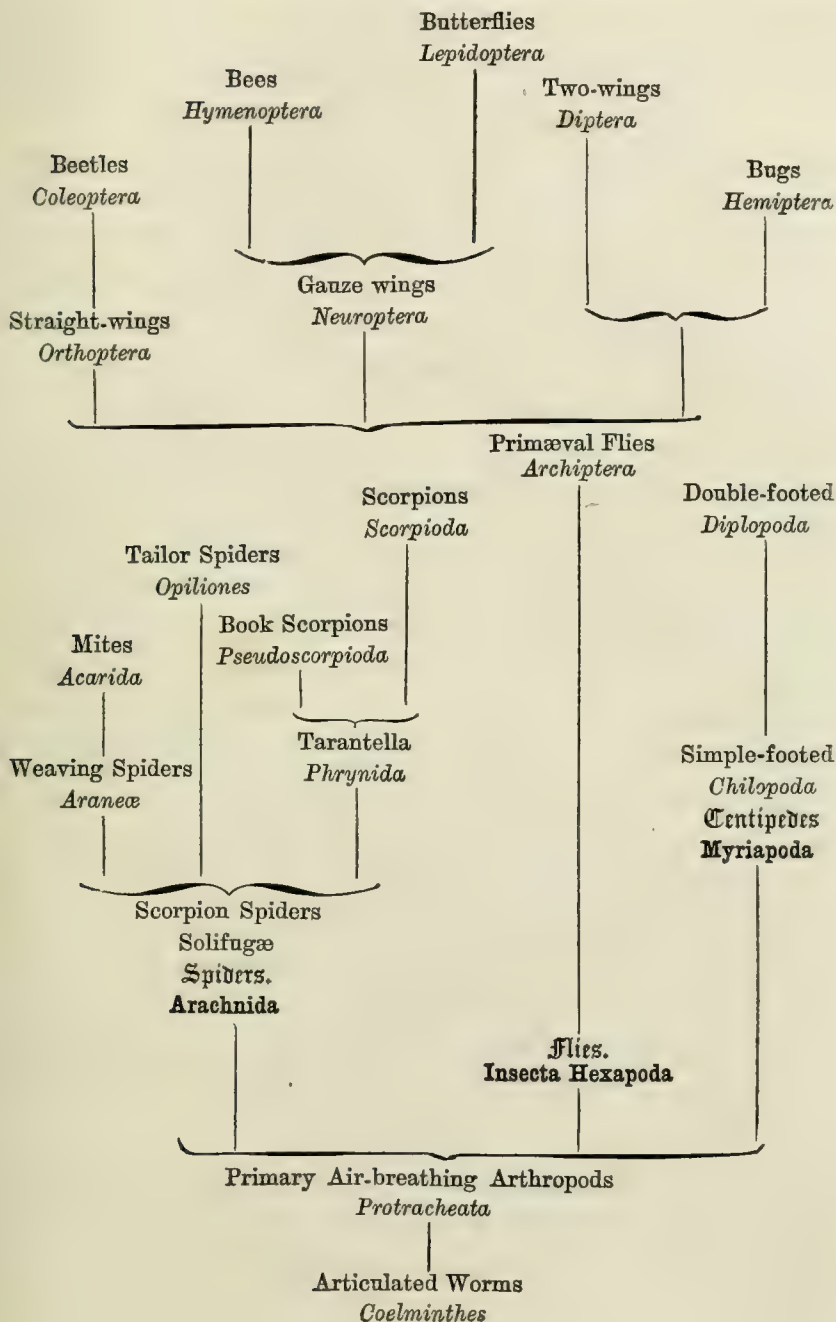 Butterflies
Lepidoptera
Bees
Hymenoptera
Two-wings
Diptera
Beetles
Coleoptera
Bugs
Hemiptera
Gauze wings
Neuroptera
Straight-wings
Orthoptera
Primæval Flies
Archiptera
Scorpions
Scorpioda
Double-footed
Diplopoda
Tailor Spiders
Opiliones
Book Scorpions
Pseudoscorpioda
Mites
Acarida
Tarantella
Phrynida
Weaving Spiders
Araneæ
Simple-footed
Chilopoda
Centipedes
Myriapoda
Scorpion Spiders
Solifugæ
Spiders.
Arachnida
Flies.
Insecta Hexapoda
Primary Air-breathing Arthropods
Protracheata
Articulated Worms
Coelminthes